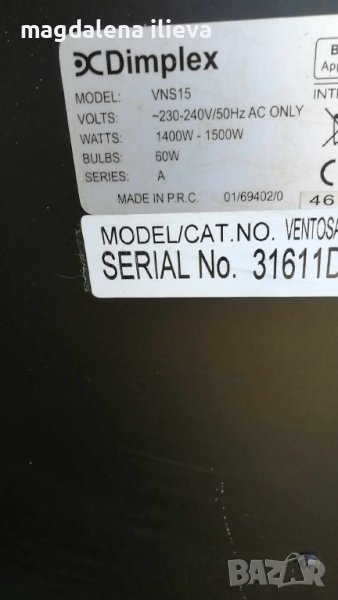 magdalena ilieva
Dimplex
MODEL: VNS15
VOLTS: ~230-240V/50Hz AC ONLY
WATTS: 1400W - 1500W
BULBS: 60W
SERIES: A
MADE IN P.R.C. 01/69402/0 46
MODEL/CAT.NO. VENTOSA
SERIAL No. 31611D
BAZAR